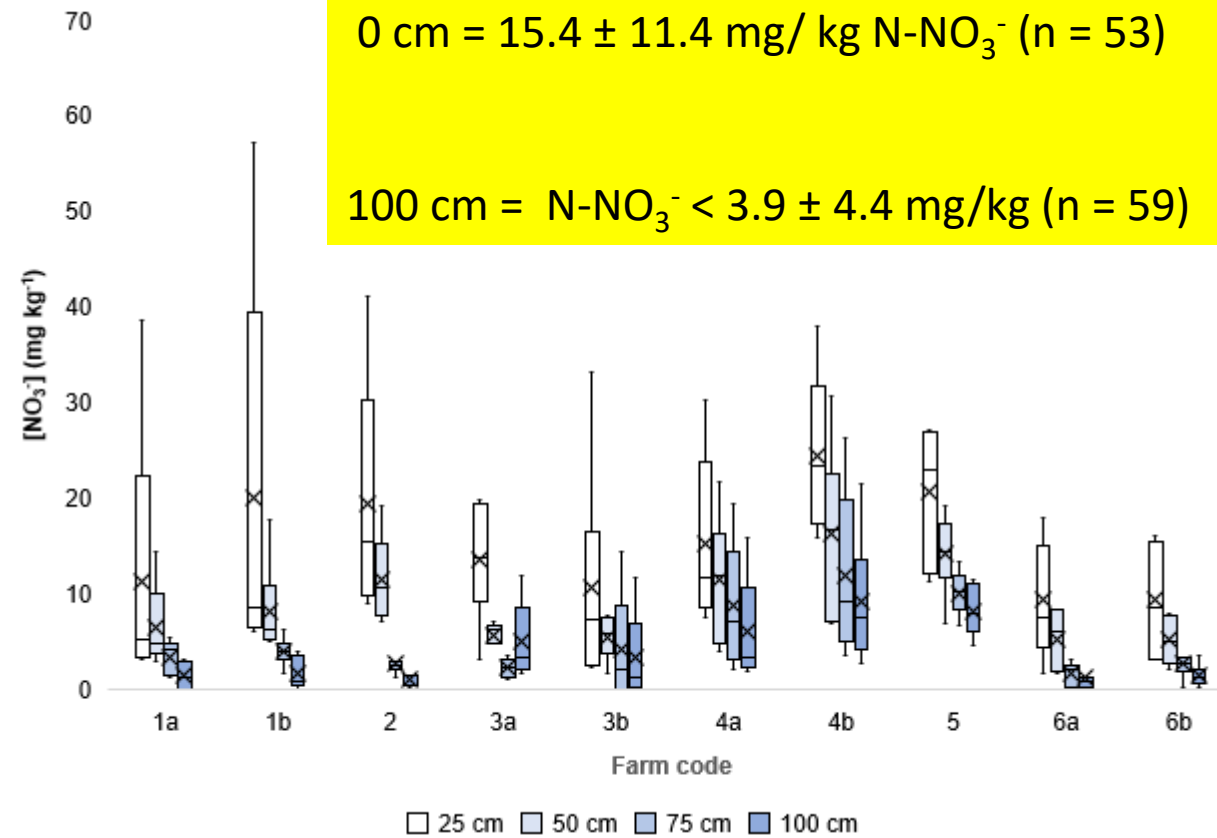 0 cm = 15.4 ± 11.4 mg/ kg N-NO₃⁻ (n = 53)
100 cm = N-NO₃⁻ < 3.9 ± 4.4 mg/kg (n = 59)
[NO₃⁻] (mg kg⁻¹)
70
60
50
40
30
20
10
0
1a 1b 2 3a 3b 4a 4b 5 6a 6b
Farm code
25 cm 50 cm 75 cm 100 cm